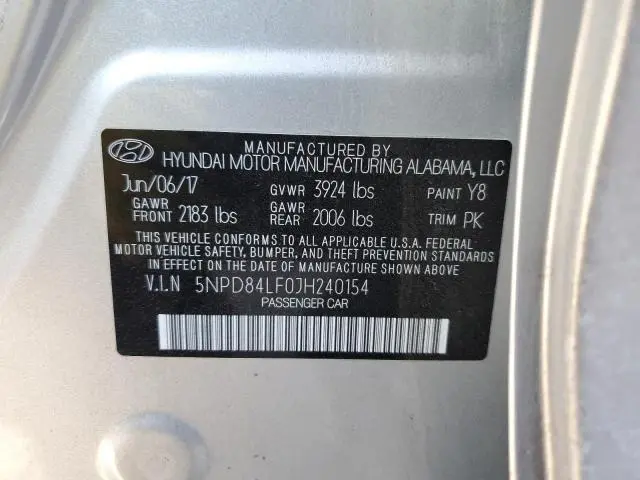 MANUFACTURED BY
HYUNDAI MOTOR MANUFACTURING ALABAMA, LLC
Jun/06/17 GVWR 3924 lbs PAINT Y8
GAWR FRONT 2183 lbs GAWR REAR 2006 lbs TRIM PK
THIS VEHICLE CONFORMS TO ALL APPLICABLE U.S.A. FEDERAL
MOTOR VEHICLE SAFETY, BUMPER, AND THEFT PREVENTION STANDARDS
IN EFFECT ON THE DATE OF MANUFACTURE SHOWN ABOVE.
V.I.N 5NPD84LF0JH240154
PASSENGER CAR